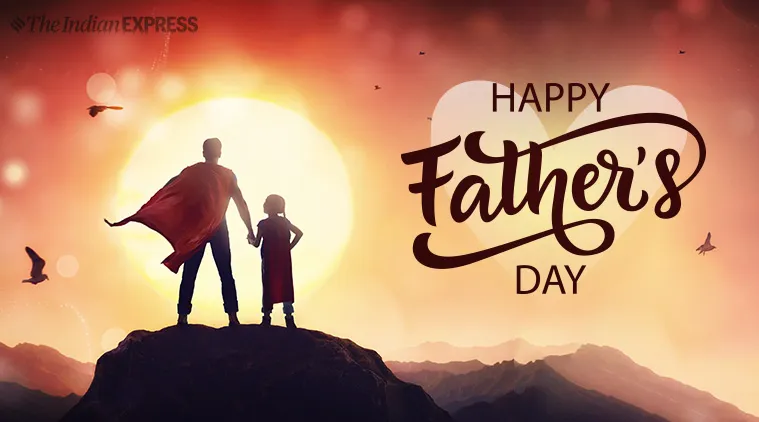 The Indian EXPRESS
HAPPY
Father's
DAY